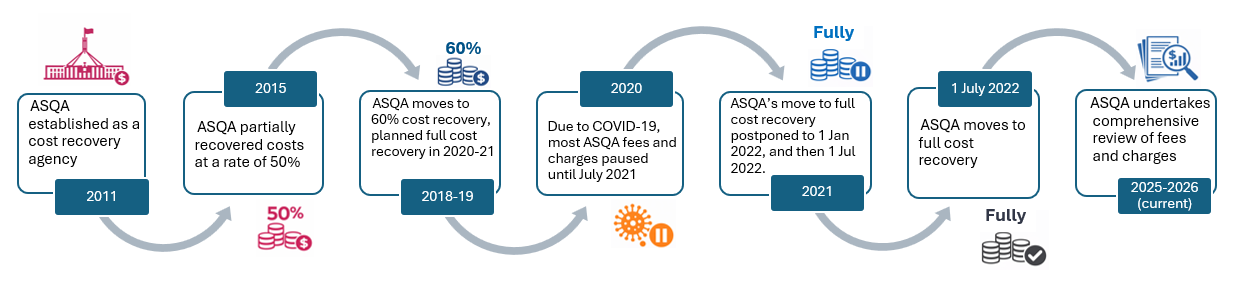 ASQA
established as a
cost recovery
agency
2011
2015
ASQA partially
recovered costs
at a rate of 50%
50%
60%
ASQA moves to
60% cost recovery,
planned full cost
recovery in 2020-21
2018-19
2020
Due to COVID-19,
most ASQA fees and
charges paused
until July 2021
Fully
ASQA's move to full
cost recovery
postponed to 1 Jan
2022, and then 1 Jul
2022.
2021
1 July 2022
ASQA moves to
full cost
recovery
Fully
ASQA undertakes
comprehensive
review of fees
and charges
2025-2026
(current)